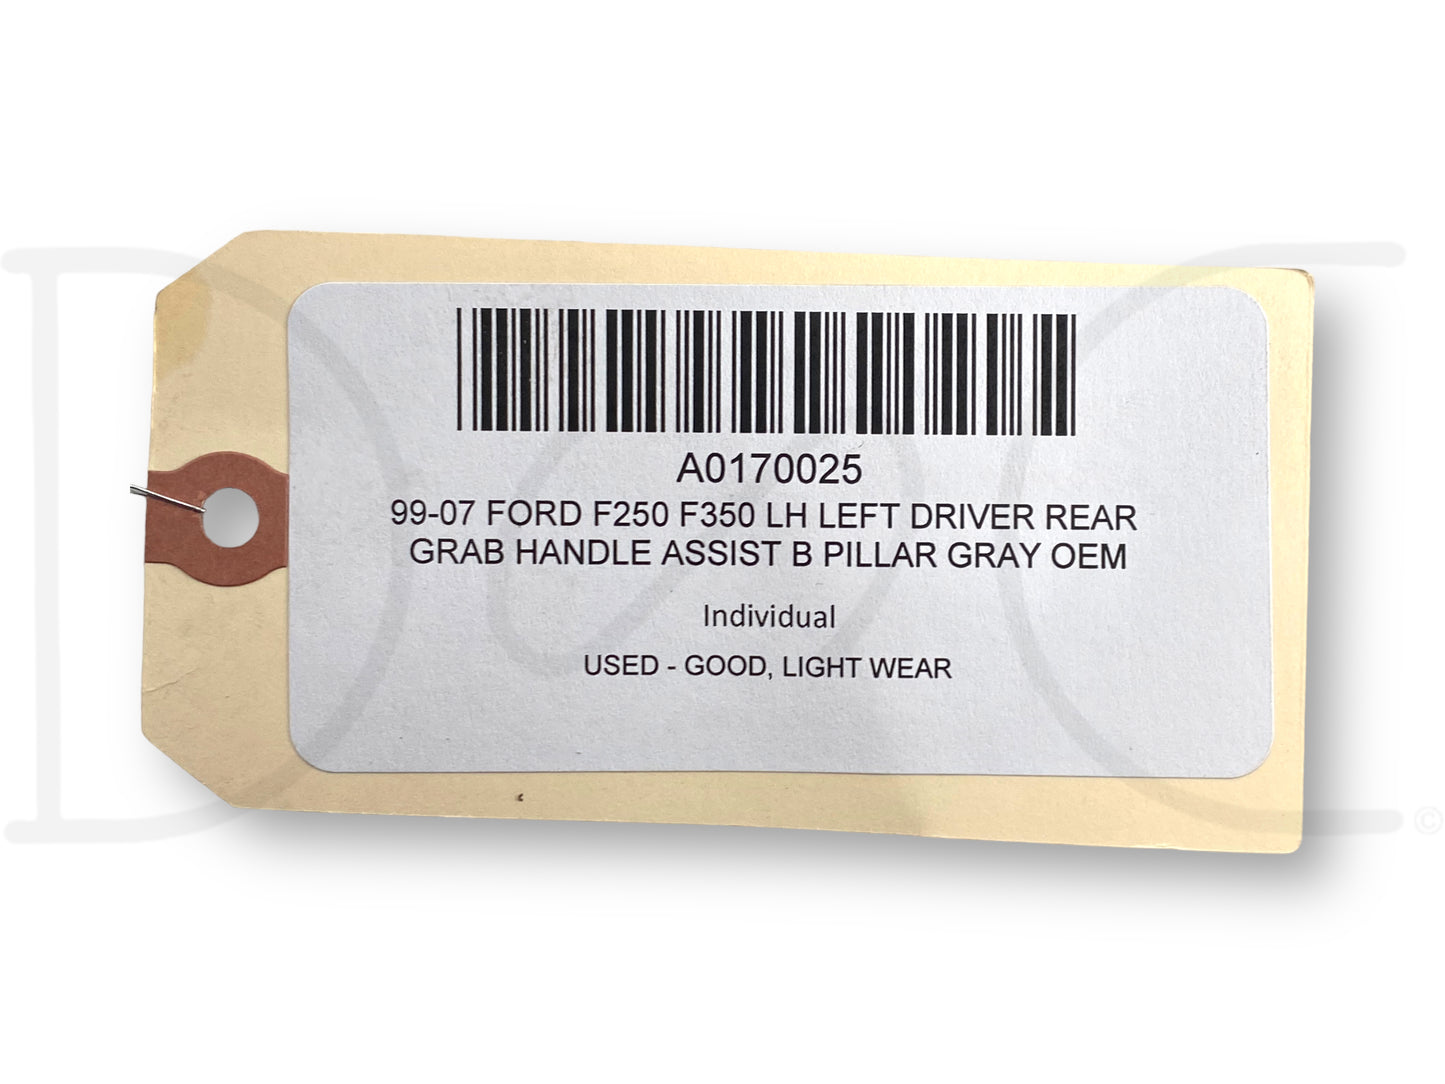 A0170025
99-07 FORD F250 F350 LH LEFT DRIVER REAR
GRAB HANDLE ASSIST B PILLAR GRAY OEM
Individual
USED - GOOD, LIGHT WEAR
©